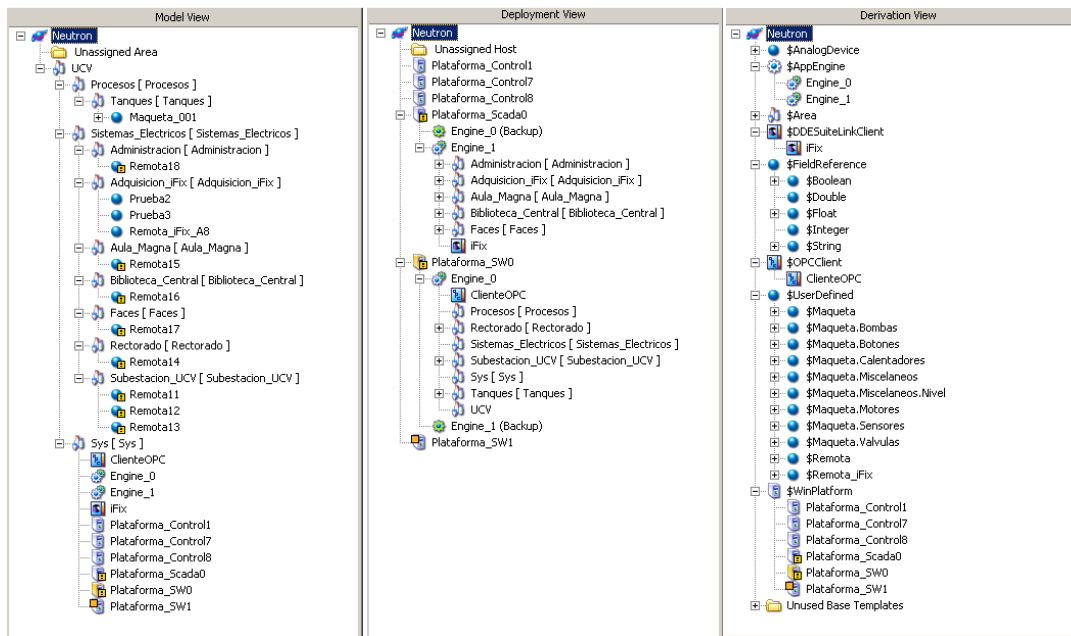 Model View
Neutron
Unassigned Area
UCV
Procesos [ Procesos ]
Tanques [ Tanques ]
Maqueta_001
Sistemas_Electricos [ Sistemas_Electricos ]
Administracion [ Administracion ]
Remota18
Adquisicion_iFix [ Adquisicion_iFix ]
Prueba2
Prueba3
Remota_iFix_A8
Aula_Magna [ Aula_Magna ]
Remota15
Biblioteca_Central [ Biblioteca_Central ]
Remota16
Faces [ Faces ]
Remota17
Rectorado [ Rectorado ]
Remota14
Subestacion_UCV [ Subestacion_UCV ]
Remota11
Remota12
Remota13
Sys [ Sys ]
ClienteOPC
Engine_0
Engine_1
iFix
Plataforma_Control1
Plataforma_Control7
Plataforma_Control8
Plataforma_Scada0
Plataforma_SW0
Plataforma_SW1
Deployment View
Neutron
Unassigned Host
Plataforma_Control1
Plataforma_Control7
Plataforma_Control8
Plataforma_Scada0
Engine_0 (Backup)
Engine_1
Administracion [ Administracion ]
Adquisicion_iFix [ Adquisicion_iFix ]
Aula_Magna [ Aula_Magna ]
Biblioteca_Central [ Biblioteca_Central ]
Faces [ Faces ]
iFix
Plataforma_SW0
Engine_0
ClienteOPC
Procesos [ Procesos ]
Rectorado [ Rectorado ]
Sistemas_Electricos [ Sistemas_Electricos ]
Subestacion_UCV [ Subestacion_UCV ]
Sys [ Sys ]
Tanques [ Tanques ]
UCV
Engine_1 (Backup)
Plataforma_SW1
Derivation View
Neutron
$AnalogDevice
$AppEngine
Engine_0
Engine_1
$Area
$DDESuiteLinkClient
iFix
$FieldReference
$Boolean
$Double
$Float
$Integer
$String
$OPCClient
ClienteOPC
$UserDefined
$Maqueta
$Maqueta.Bombas
$Maqueta.Botones
$Maqueta.Calentadores
$Maqueta.Miscelaneos
$Maqueta.Miscelaneos.Nivel
$Maqueta.Motores
$Maqueta.Sensores
$Maqueta.Valvulas
$Remota
$Remota_iFix
$WinPlatform
Plataforma_Control1
Plataforma_Control7
Plataforma_Control8
Plataforma_Scada0
Plataforma_SW0
Plataforma_SW1
Unused Base Templates